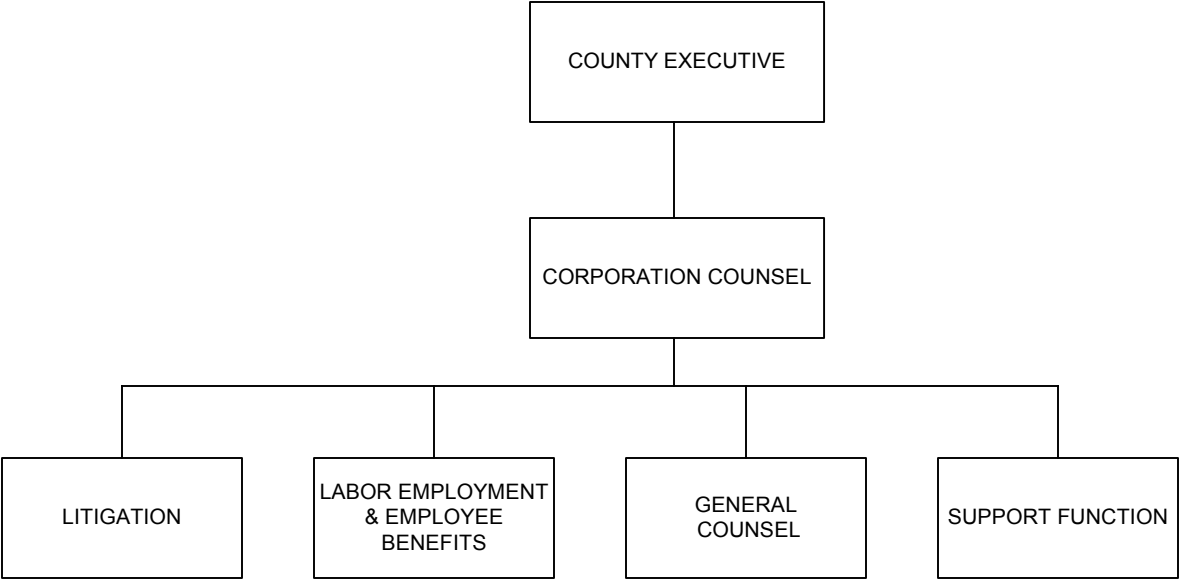 COUNTY EXECUTIVE
CORPORATION COUNSEL
LITIGATION
LABOR EMPLOYMENT
& EMPLOYEE
BENEFITS
GENERAL
COUNSEL
SUPPORT FUNCTION